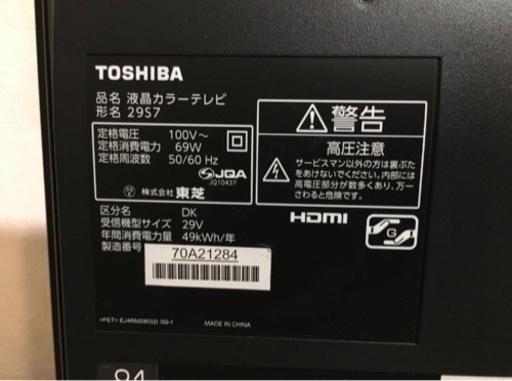 TOSHIBA
品名 液晶カラーテレビ
形名 29S7
定格電圧 100V～
定格消費電力 69W
定格周波数 50/60 Hz
JQA
JQ10437
株式会社 東芝
区分名 DK
受信機型サイズ 29V
年間消費電力量 49kWh/年
製造番号
70A21284
警告
高圧注意
サービスマン以外の方は裏ぶた
をあけないでください。内部には
高電圧部分が数多くあり、万一
さわると危険です。
HDMI
G
>PET< EJ4RM29032I GG-1
MADE IN CHINA